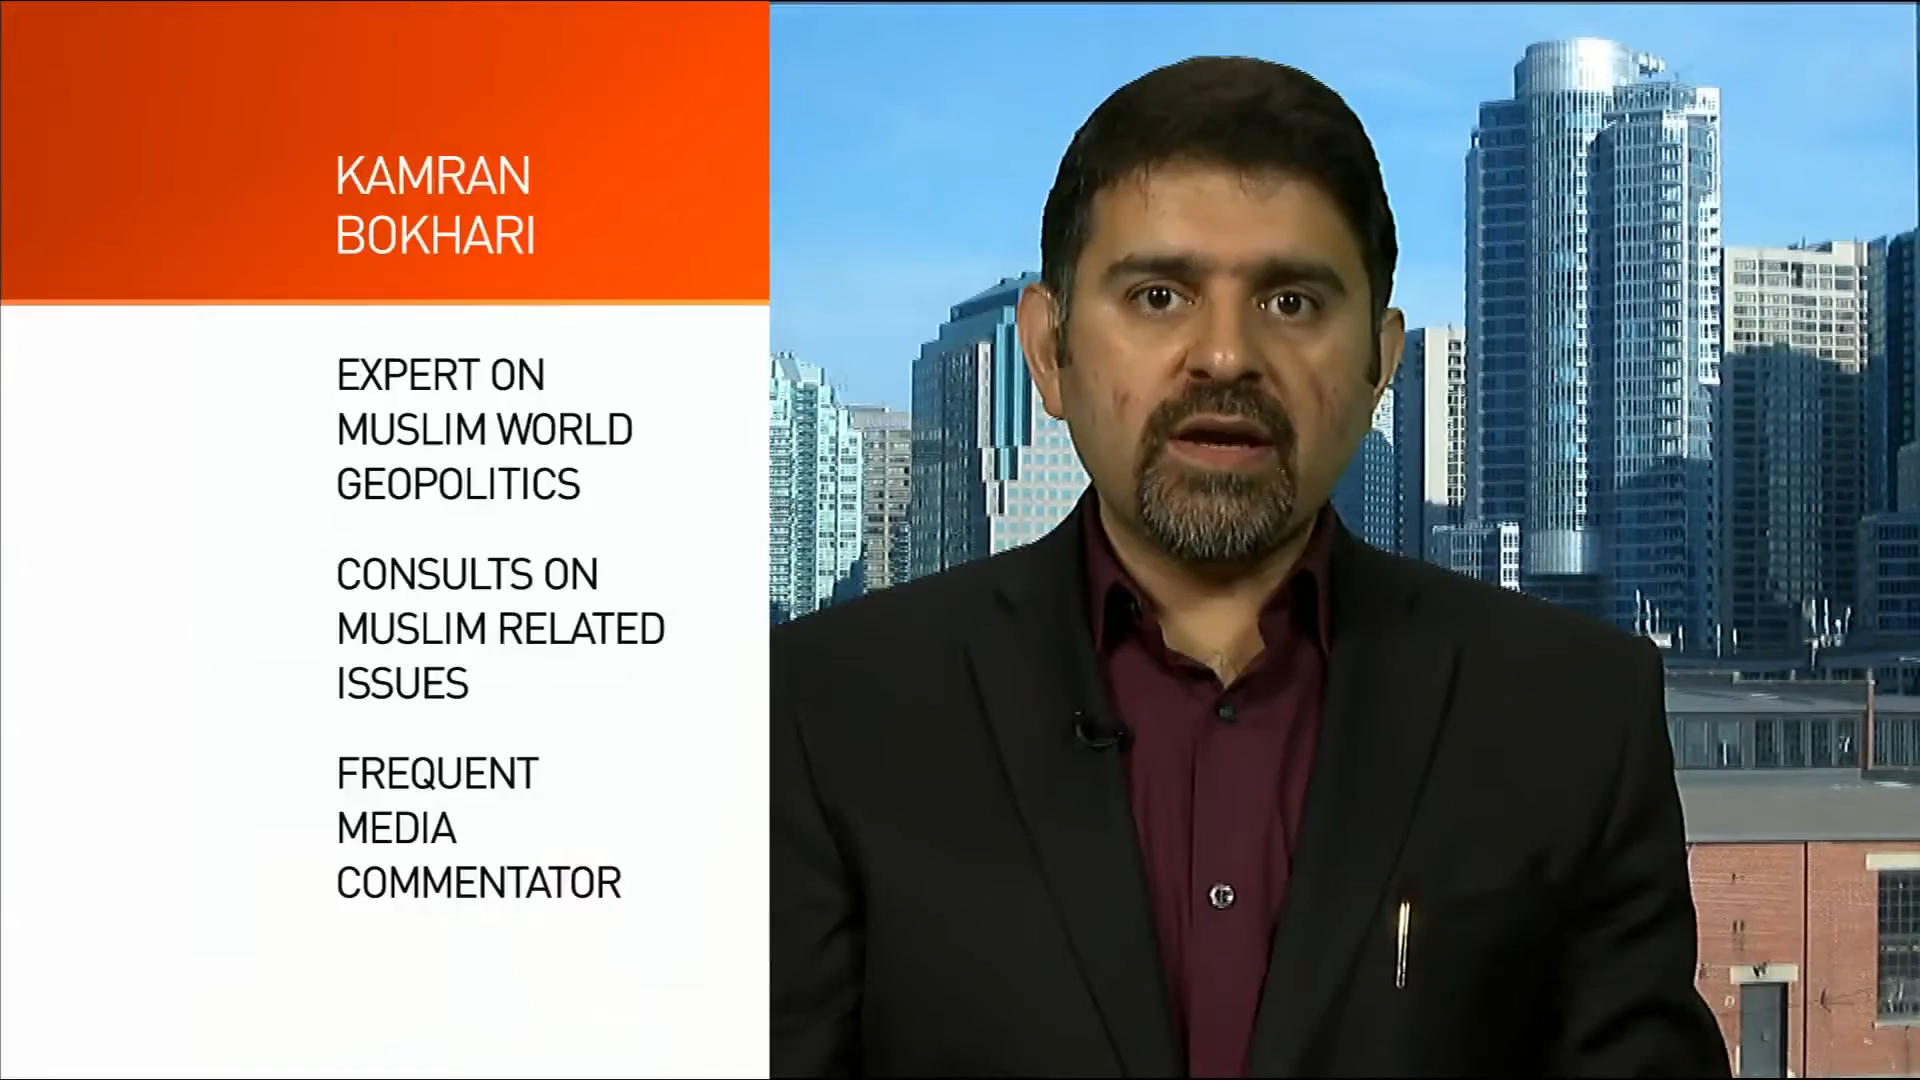 KAMRAN
BOKHARI
EXPERT ON
MUSLIM WORLD
GEOPOLITICS
CONSULTS ON
MUSLIM RELATED
ISSUES
FREQUENT
MEDIA
COMMENTATOR